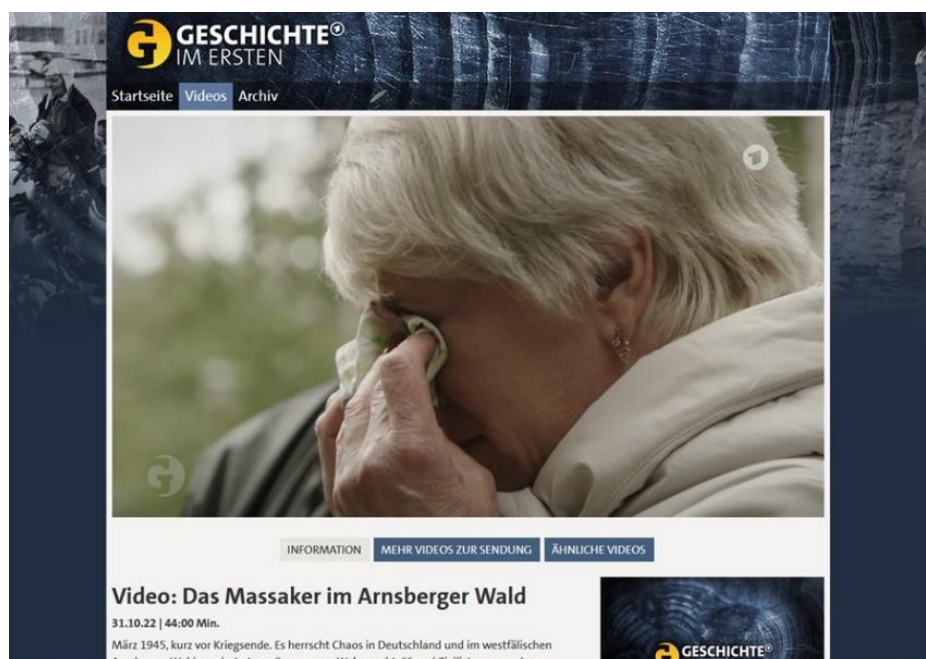 GESCHICHTE®
IM ERSTEN
Startseite Videos Archiv
INFORMATION MEHR VIDEOS ZUR SENDUNG ÄHNLICHE VIDEOS
Video: Das Massaker im Arnsberger Wald
31.10.22 | 44:00 Min.
März 1945, kurz vor Kriegsende. Es herrscht Chaos in Deutschland und im westfälischen
GESCHICHTE®